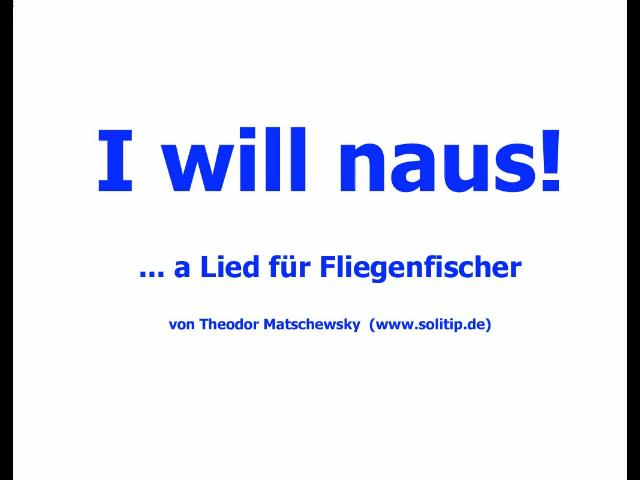 I will naus!
... a Lied für Fliegenfischer
von Theodor Matschewsky (www.solitip.de)